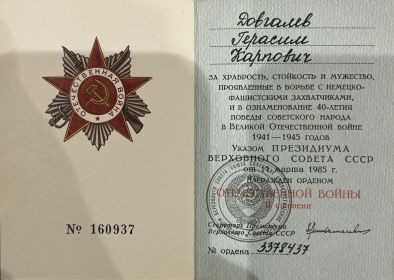 ОТЕЧЕСТВЕННАЯ ВОЙНА
№ 160937
Довгалев
Герасим
Карпович
ЗА ХРАБРОСТЬ, СТОЙКОСТЬ И МУЖЕСТВО,
ПРОЯВЛЕННЫЕ В БОРЬБЕ С НЕМЕЦКО-
ФАШИСТСКИМИ ЗАХВАТЧИКАМИ,
И В ОЗНАМЕНОВАНИЕ 40-ЛЕТИЯ
ПОБЕДЫ СОВЕТСКОГО НАРОДА
В ВЕЛИКОЙ ОТЕЧЕСТВЕННОЙ ВОЙНЕ
1941—1945 ГОДОВ
УКАЗОМ ПРЕЗИДИУМА
ВЕРХОВНОГО СОВЕТА СССР
от 11 марта 1985 г.
НАГРАЖДЕН ОРДЕНОМ
ОТЕЧЕСТВЕННОЙ ВОЙНЫ
II степени
Секретарь Президиума
Верховного Совета СССР
№ ордена 3378437